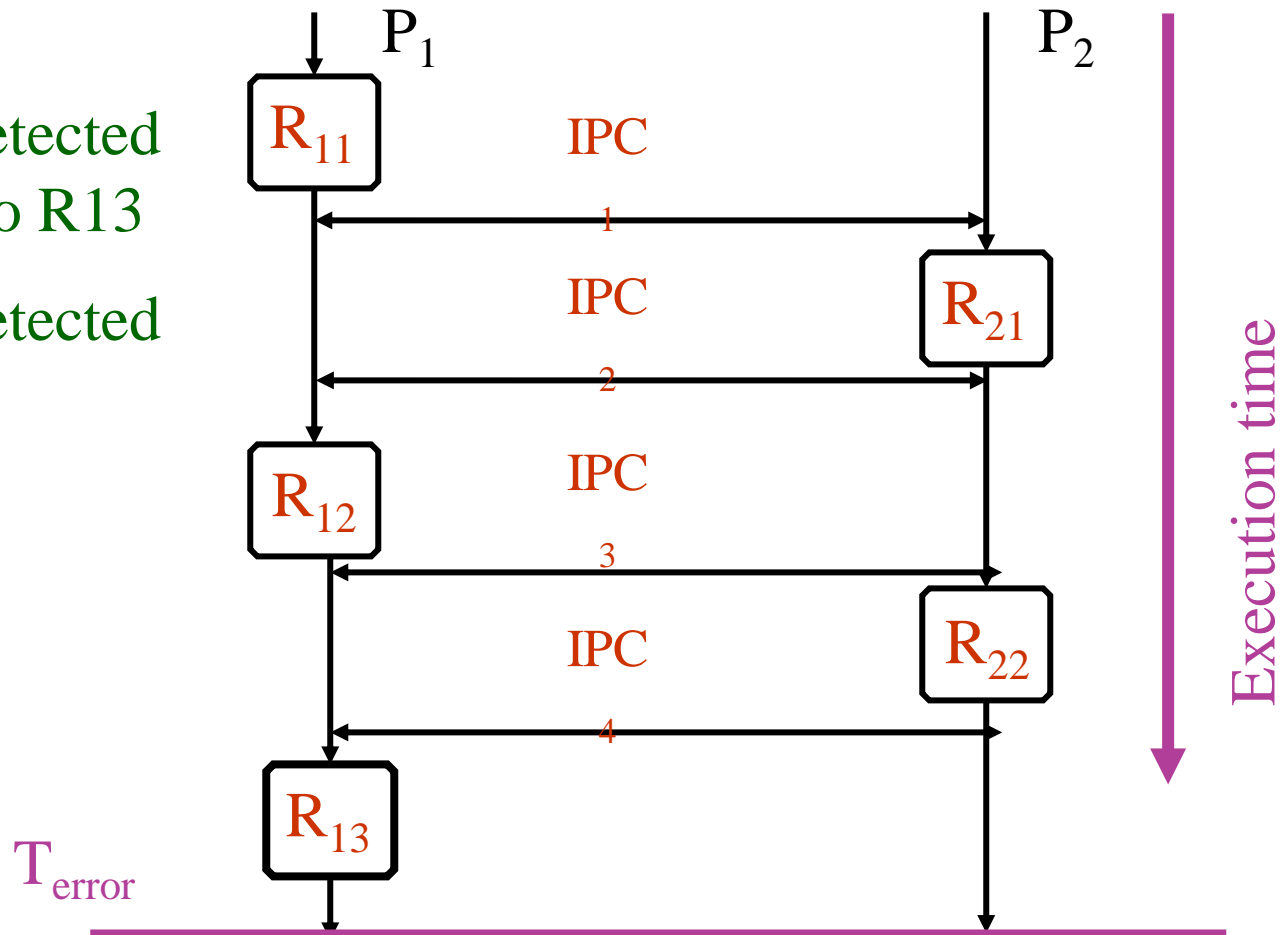 P1
P2
R11
IPC
etected
o R13
1
IPC
R21
etected
2
IPC
R12
3
IPC
R22
4
R13
Terror
Execution time